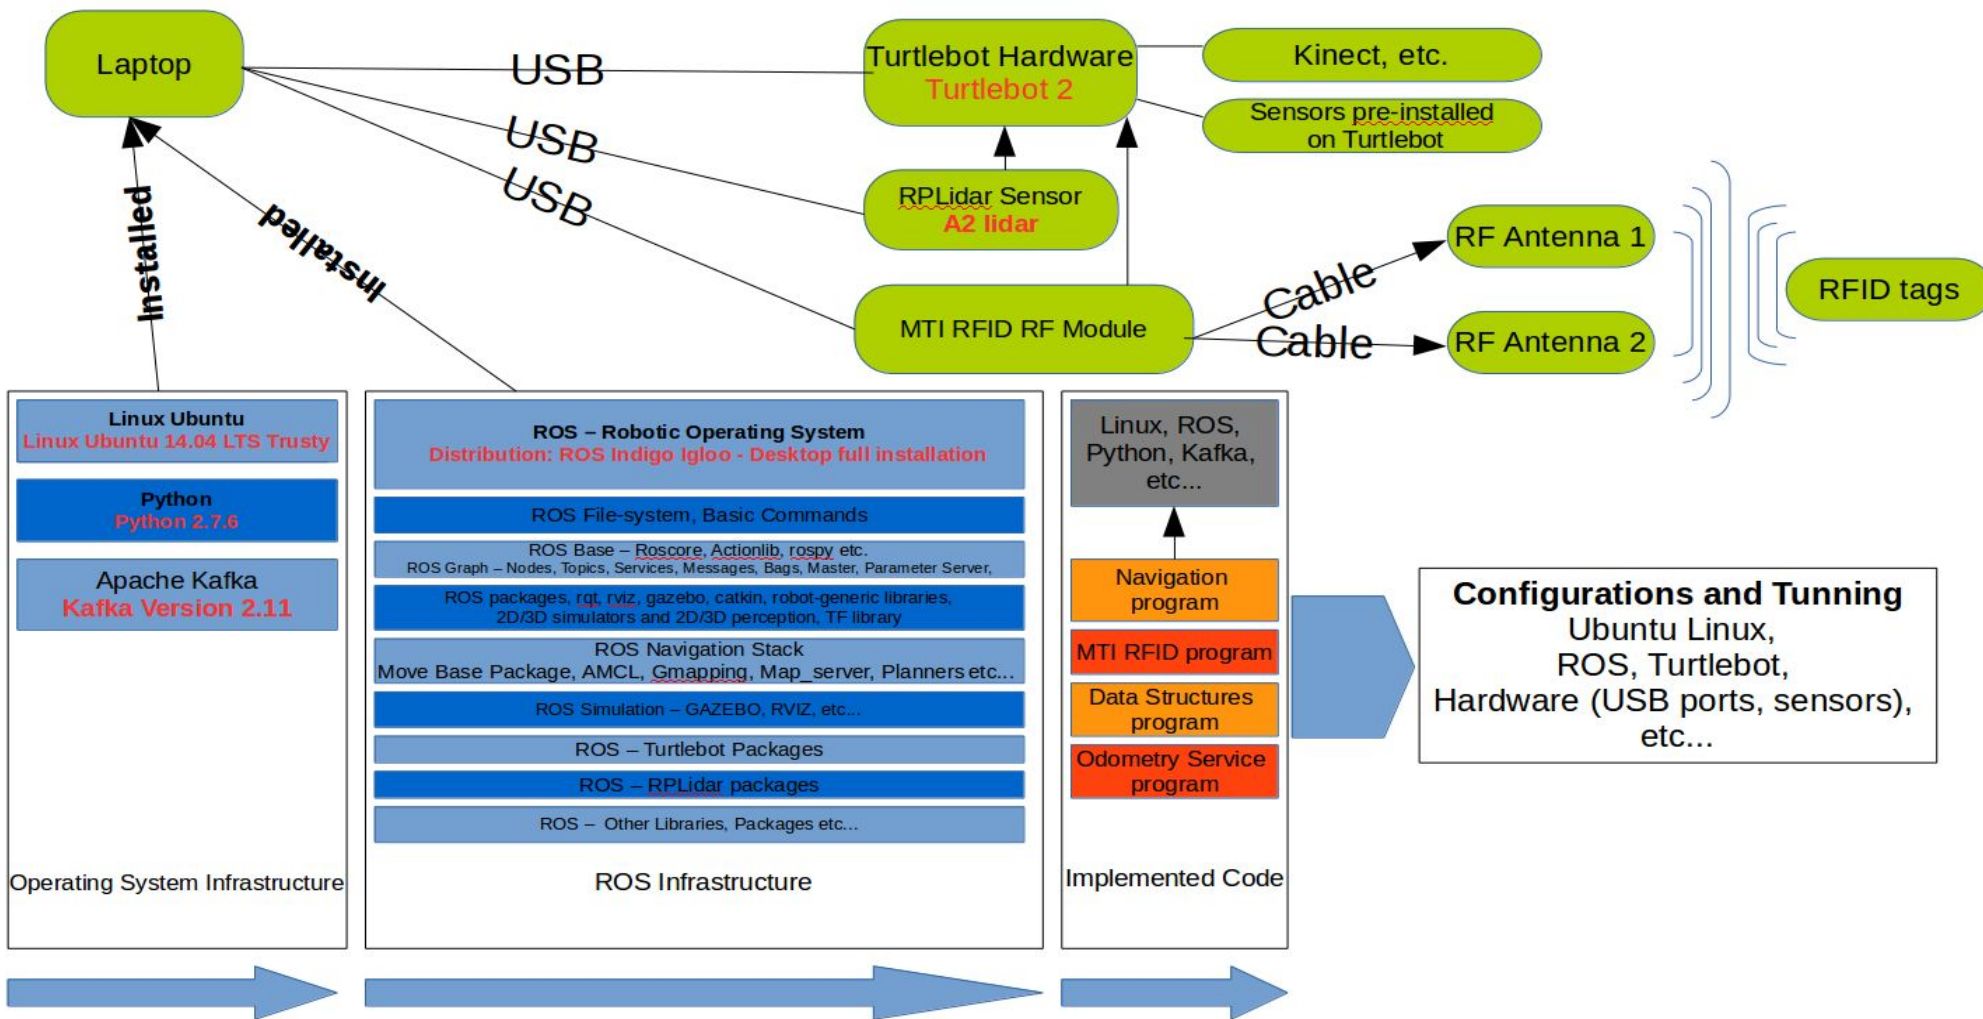 Laptop
USB
USB
USB
Turtlebot Hardware
Turtlebot 2
Kinect, etc.
Sensors pre-installed
on Turtlebot
RPLidar Sensor
A2 lidar
MTI RFID RF Module
Cable
Cable
RF Antenna 1
RF Antenna 2
RFID tags
Installed
Installed
Linux Ubuntu
Linux Ubuntu 14.04 LTS Trusty
Python
Python 2.7.6
Apache Kafka
Kafka Version 2.11
Operating System Infrastructure
ROS – Robotic Operating System
Distribution: ROS Indigo Igloo - Desktop full installation
ROS File-system, Basic Commands
ROS Base – Roscore, Actionlib, rospy etc.
ROS Graph – Nodes, Topics, Services, Messages, Bags, Master, Parameter Server,
ROS packages, rqt, rviz, gazebo, catkin, robot-generic libraries,
2D/3D simulators and 2D/3D perception, TF library
ROS Navigation Stack
Move Base Package, AMCL, Gmapping, Map_server, Planners etc...
ROS Simulation – GAZEBO, RVIZ, etc...
ROS – Turtlebot Packages
ROS – RPLidar packages
ROS – Other Libraries, Packages etc...
ROS Infrastructure
Linux, ROS,
Python, Kafka,
etc...
Navigation
program
MTI RFID program
Data Structures
program
Odometry Service
program
Implemented Code
Configurations and Tunning
Ubuntu Linux,
ROS, Turtlebot,
Hardware (USB ports, sensors),
etc...